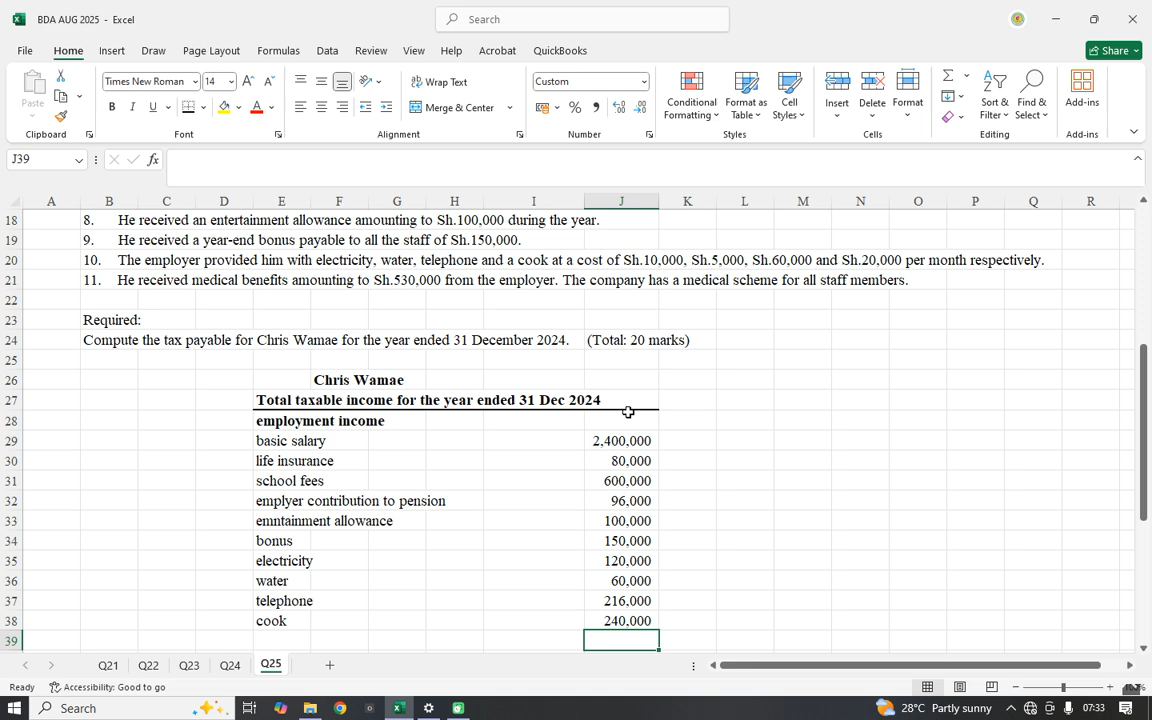 BDA AUG 2025 - Excel
Search
File Home Insert Draw Page Layout Formulas Data Review View Help Acrobat QuickBooks Share
Paste Times New Roman 14 Wrap Text Custom Conditional Formatting Format as Table Cell Styles Insert Delete Format Sort & Filter Find & Select Add-ins
B I U Merge & Center
Clipboard Font Alignment Number Styles Cells Editing Add-ins
J39 fx
A B C D E F G H I J K L M N O P Q R
18 8. He received an entertainment allowance amounting to Sh.100,000 during the year.
19 9. He received a year-end bonus payable to all the staff of Sh.150,000.
20 10. The employer provided him with electricity, water, telephone and a cook at a cost of Sh.10,000, Sh.5,000, Sh.60,000 and Sh.20,000 per month respectively.
21 11. He received medical benefits amounting to Sh.530,000 from the employer. The company has a medical scheme for all staff members.
22
23 Required:
24 Compute the tax payable for Chris Wamae for the year ended 31 December 2024. (Total: 20 marks)
25
26 Chris Wamae
27 Total taxable income for the year ended 31 Dec 2024
28 employment income
29 basic salary 2,400,000
30 life insurance 80,000
31 school fees 600,000
32 emplyer contribution to pension 96,000
33 emntainment allowance 100,000
34 bonus 150,000
35 electricity 120,000
36 water 60,000
37 telephone 216,000
38 cook 240,000
39
Q21 Q22 Q23 Q24 Q25
Ready Accessibility: Good to go
Search 28°C Partly sunny 07:33